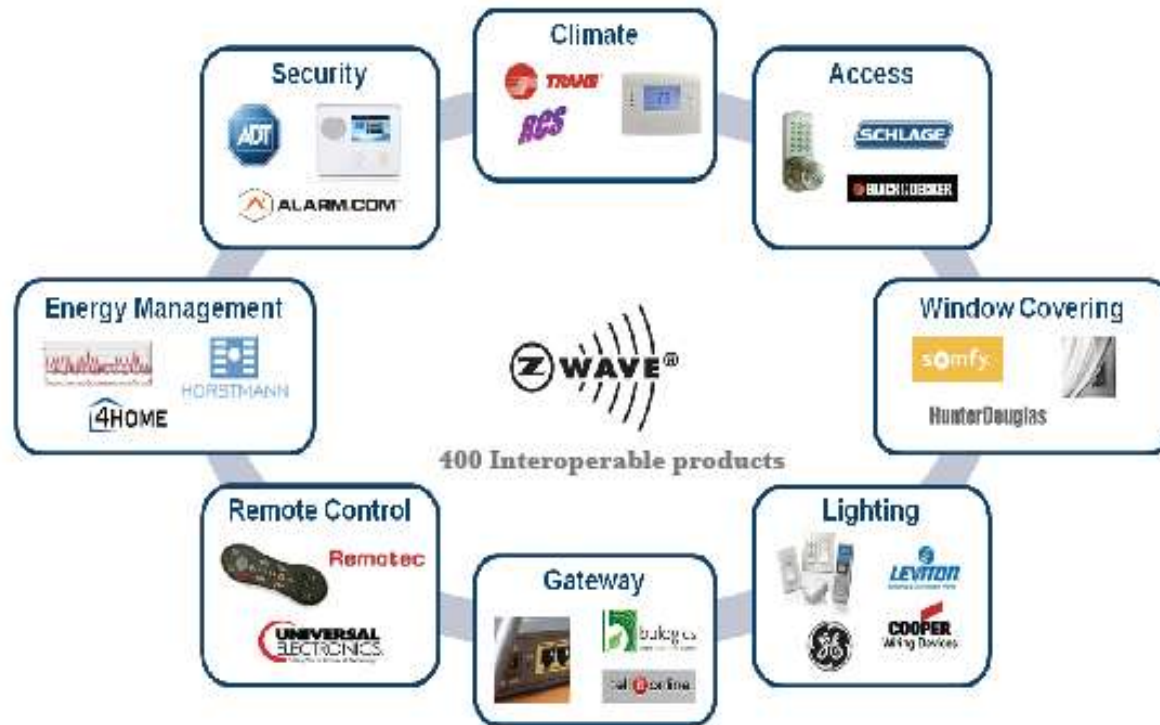 Climate
TRANE
RCS
Security
ADT
ALARM.COM
Access
SCHLAGE
BLACK & DECKER
Energy Management
HORSTMANN
4HOME
Z WAVE®
400 Interoperable products
Window Covering
somfy
HunterDouglas
Remote Control
Remotec
UNIVERSAL
ELECTRONICS
Gateway
bulogics
Lighting
LEVITON
GE
COOPER
Wiring Devices